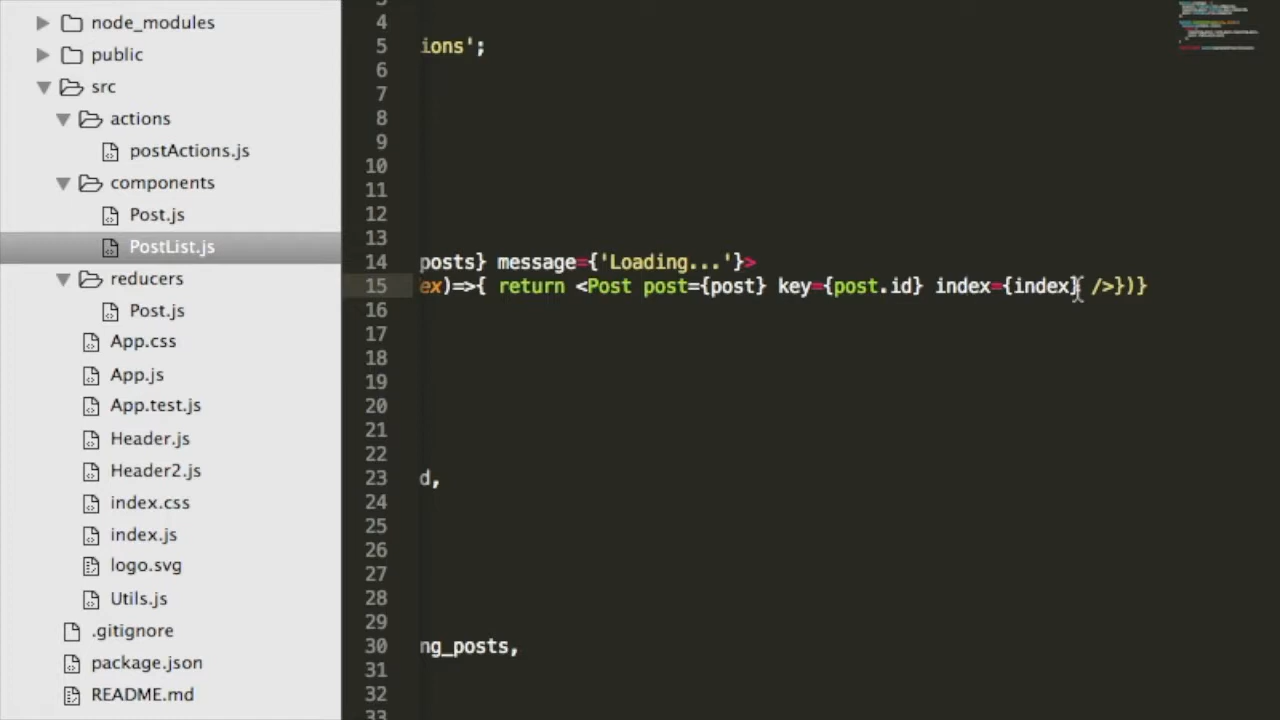 node_modules
public
src
actions
postActions.js
components
Post.js
PostList.js
reducers
Post.js
App.css
App.js
App.test.js
Header.js
Header2.js
index.css
index.js
logo.svg
Utils.js
.gitignore
package.json
README.md
4
5 ions';
6
7
8
9
10
11
12
13
14 posts} message={'Loading...'}>
15 ex)=>{ return <Post post={post} key={post.id} index={index} />})}
16
17
18
19
20
21
22
23 d,
24
25
26
27
28
29
30 ng_posts,
31
32
33